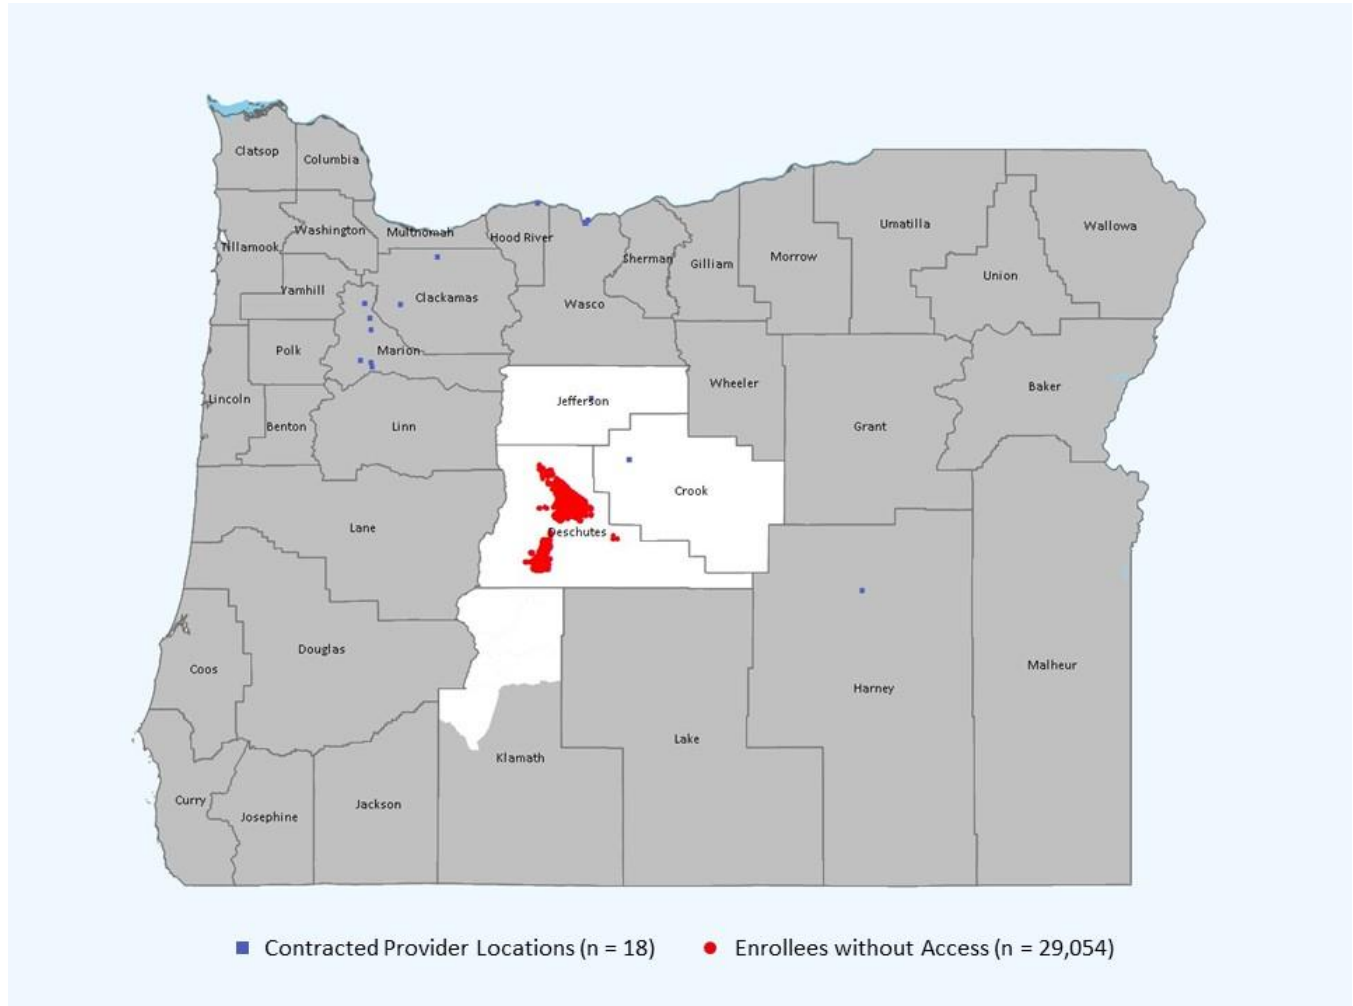 Clatsop
Columbia
Washington
Multnomah
Tillamook
Hood River
Sherman
Gilliam
Morrow
Umatilla
Union
Wallowa
Yamhill
Clackamas
Wasco
Polk
Marion
Wheeler
Baker
Lincoln
Jefferson
Benton
Linn
Grant
Crook
Lane
Deschutes
Coos
Douglas
Harney
Malheur
Lake
Klamath
Curry
Jackson
Josephine
Contracted Provider Locations (n = 18)
Enrollees without Access (n = 29,054)